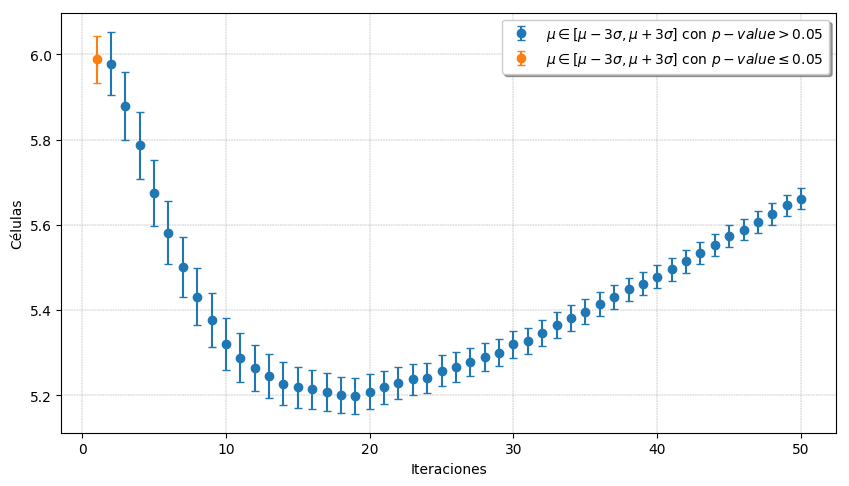 μ ∈ [μ − 3σ, μ + 3σ] con p − value > 0.05
μ ∈ [μ − 3σ, μ + 3σ] con p − value ≤ 0.05
6.0
5.8
5.6
5.4
5.2
Células
0 10 20 30 40 50
Iteraciones